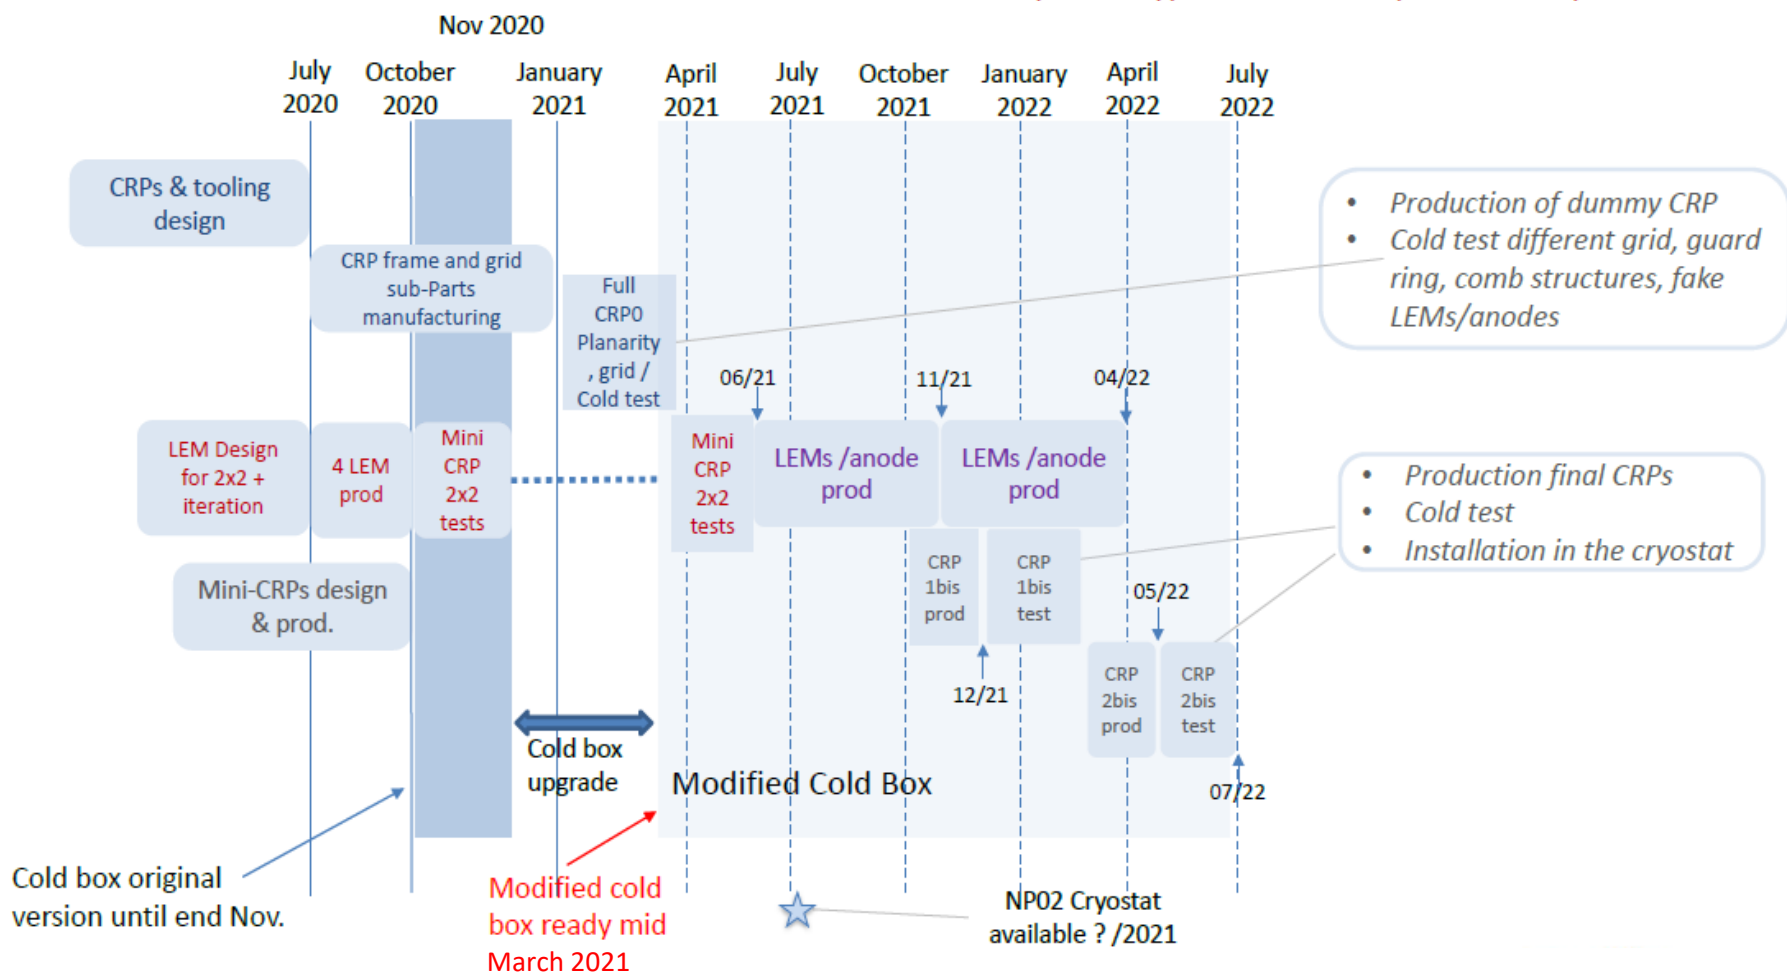 Nov 2020
July
2020
October
2020
January
2021
April
2021
July
2021
October
2021
January
2022
April
2022
July
2022
CRPs & tooling
design
CRP frame and grid
sub-Parts
manufacturing
Full
CRP0
Planarity
, grid /
Cold test
• Production of dummy CRP
• Cold test different grid, guard
ring, comb structures, fake
LEMs/anodes
06/21
11/21
04/22
LEM Design
for 2x2 +
iteration
4 LEM
prod
Mini
CRP
2x2
tests
Mini
CRP
2x2
tests
LEMs /anode
prod
LEMs /anode
prod
• Production final CRPs
• Cold test
• Installation in the cryostat
Mini-CRPs design
& prod.
CRP
1bis
prod
CRP
1bis
test
05/22
12/21
CRP
2bis
prod
CRP
2bis
test
07/22
Cold box
upgrade
Modified Cold Box
Cold box original
version until end Nov.
Modified cold
box ready mid
March 2021
NP02 Cryostat
available ? /2021